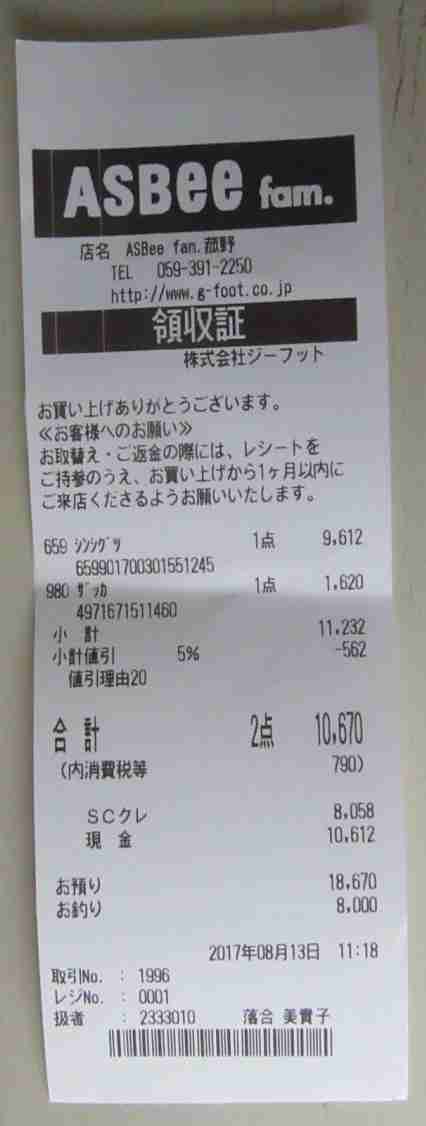 ASBee fam.
店名 ASBee fan.菰野
TEL 059-391-2250
http://www.g-foot.co.jp
領収証
株式会社ジーフット
お買い上げありがとうございます。
≪お客様へのお願い≫
お取替え・ご返金の際には、レシートを
ご持参のうえ、お買い上げから1ヶ月以内に
ご来店くださるようお願いいたします。
659 シンシグツ 1点 9,612
659901700301551245
980 ザッカ 1点 1,620
4971671511460
小 計 11,232
小計値引 5% -562
値引理由20
合 計 2点 10,670
(内消費税等 790)
SCクレ 8,058
現 金 10,612
お預り 18,670
お釣り 8,000
2017年08月13日 11:18
取引No. : 1996
レジNo. : 0001
扱者 : 2333010 落合 美貴子